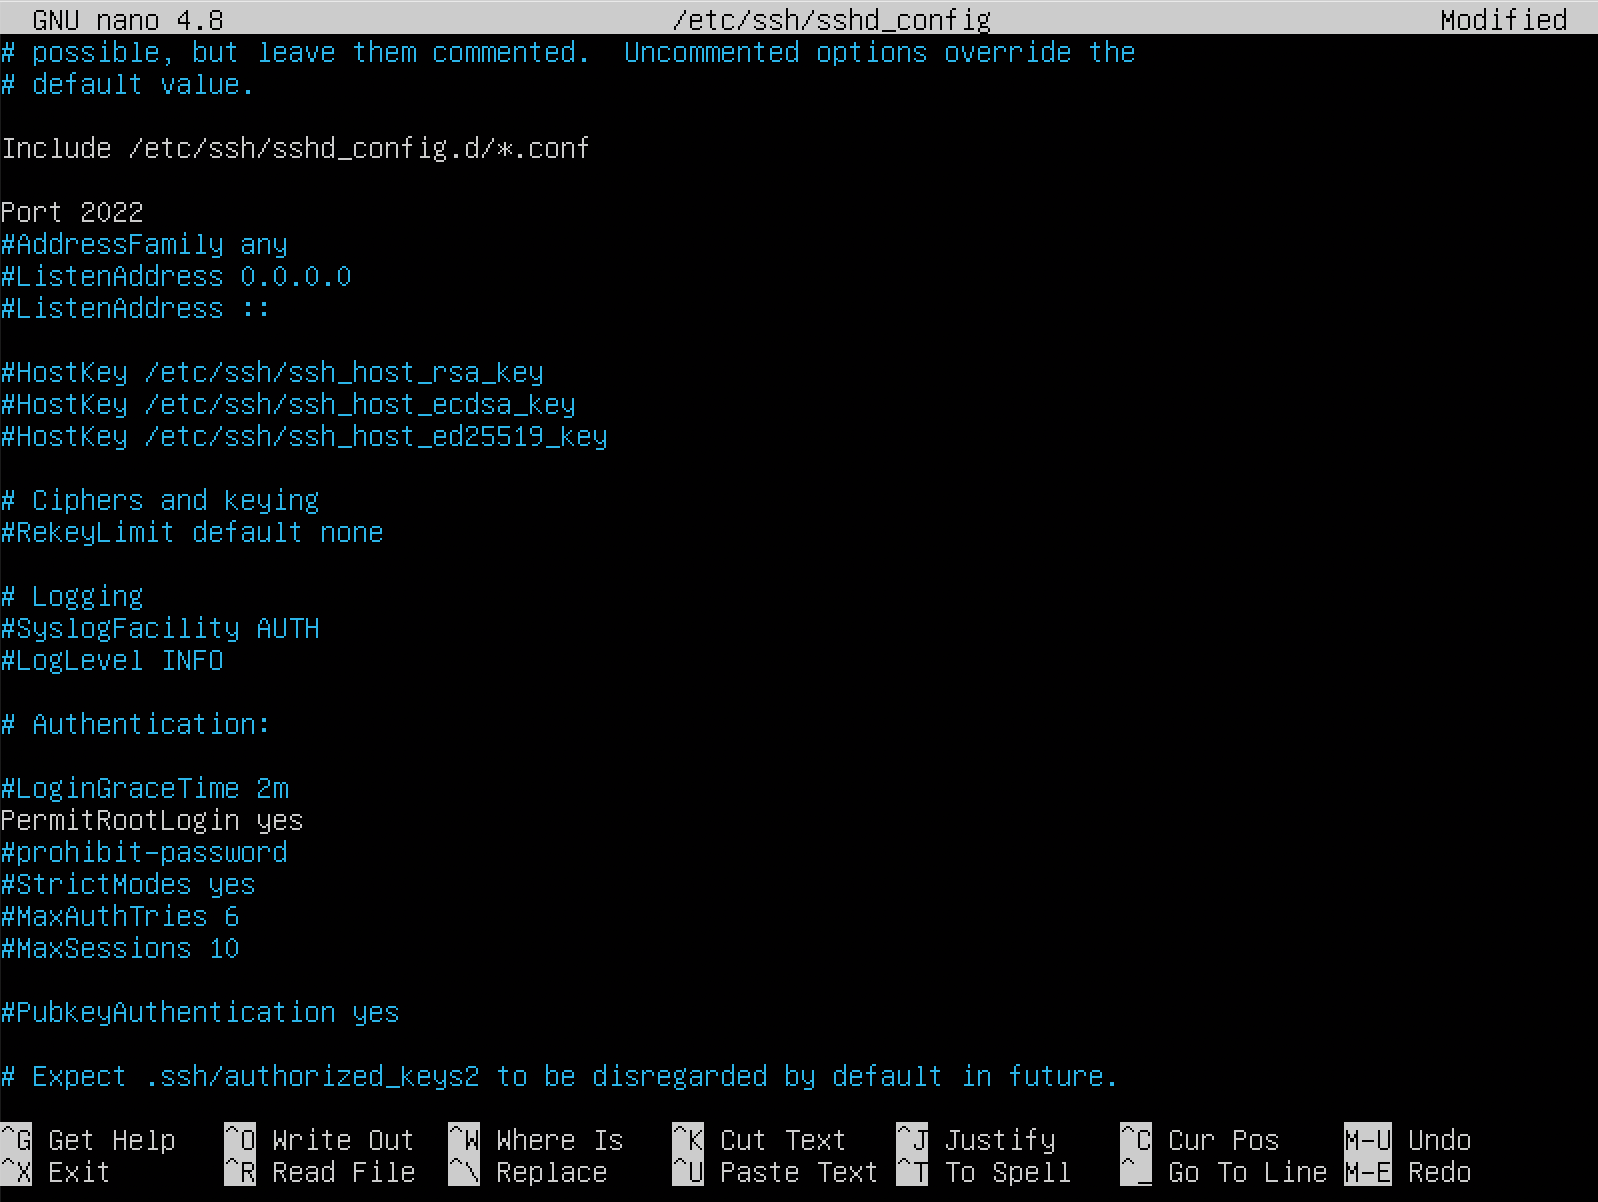 GNU nano 4.8 /etc/ssh/sshd_config Modified
# possible, but leave them commented.  Uncommented options override the
# default value.
Include /etc/ssh/sshd_config.d/*.conf
Port 2022
#AddressFamily any
#ListenAddress 0.0.0.0
#ListenAddress ::
#HostKey /etc/ssh/ssh_host_rsa_key
#HostKey /etc/ssh/ssh_host_ecdsa_key
#HostKey /etc/ssh/ssh_host_ed25519_key
# Ciphers and keying
#RekeyLimit default none
# Logging
#SyslogFacility AUTH
#LogLevel INFO
# Authentication:
#LoginGraceTime 2m
PermitRootLogin yes
#prohibit-password
#StrictModes yes
#MaxAuthTries 6
#MaxSessions 10
#PubkeyAuthentication yes
# Expect .ssh/authorized_keys2 to be disregarded by default in future.
^G Get Help ^O Write Out ^W Where Is ^K Cut Text ^J Justify ^C Cur Pos M-U Undo
^X Exit ^R Read File ^\ Replace ^U Paste Text ^T To Spell ^_ Go To Line M-E Redo